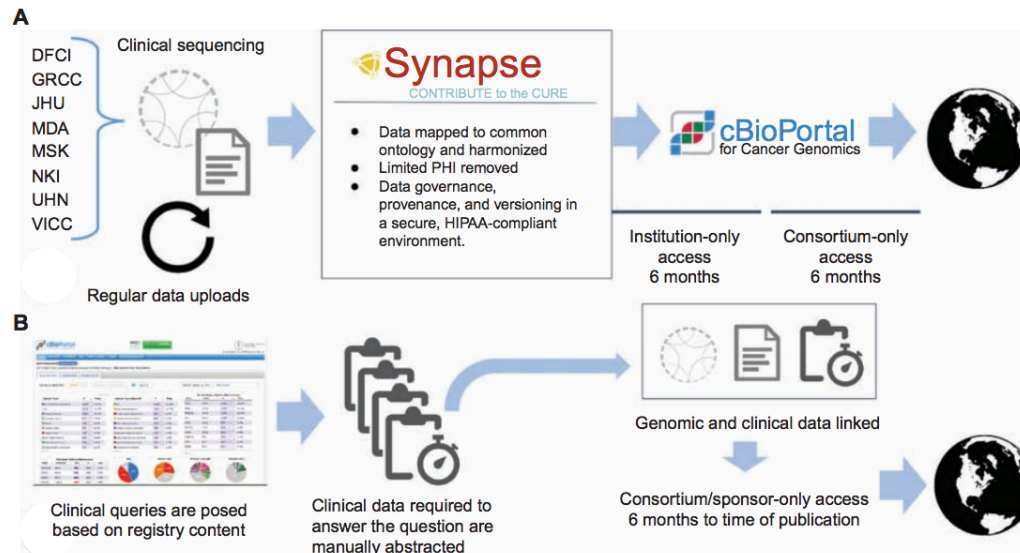 A
DFCI
GRCC
JHU
MDA
MSK
NKI
UHN
VICC
Clinical sequencing
Regular data uploads
Synapse
CONTRIBUTE to the CURE
● Data mapped to common
ontology and harmonized
● Limited PHI removed
● Data governance,
provenance, and versioning in
a secure, HIPAA-compliant
environment.
cBioPortal
for Cancer Genomics
Institution-only
access
6 months
Consortium-only
access
6 months
B
cBioPortal
Clinical queries are posed
based on registry content
Clinical data required to
answer the question are
manually abstracted
Genomic and clinical data linked
Consortium/sponsor-only access
6 months to time of publication